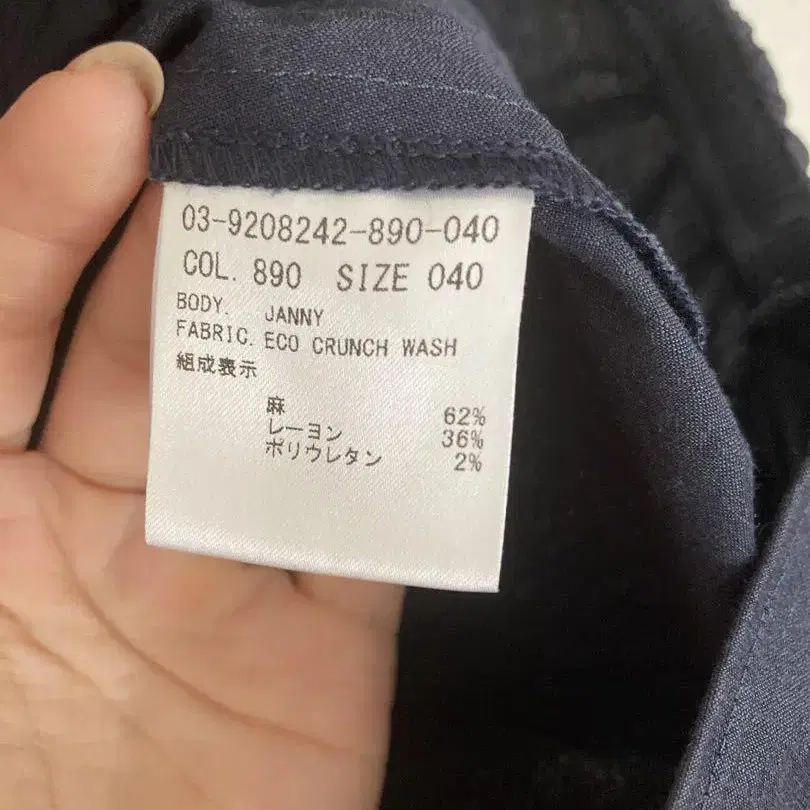 03-9208242-890-040
COL. 890 SIZE 040
BODY. JANNY
FABRIC. ECO CRUNCH WASH
組成表示
麻 62%
レーヨン 36%
ポリウレタン 2%